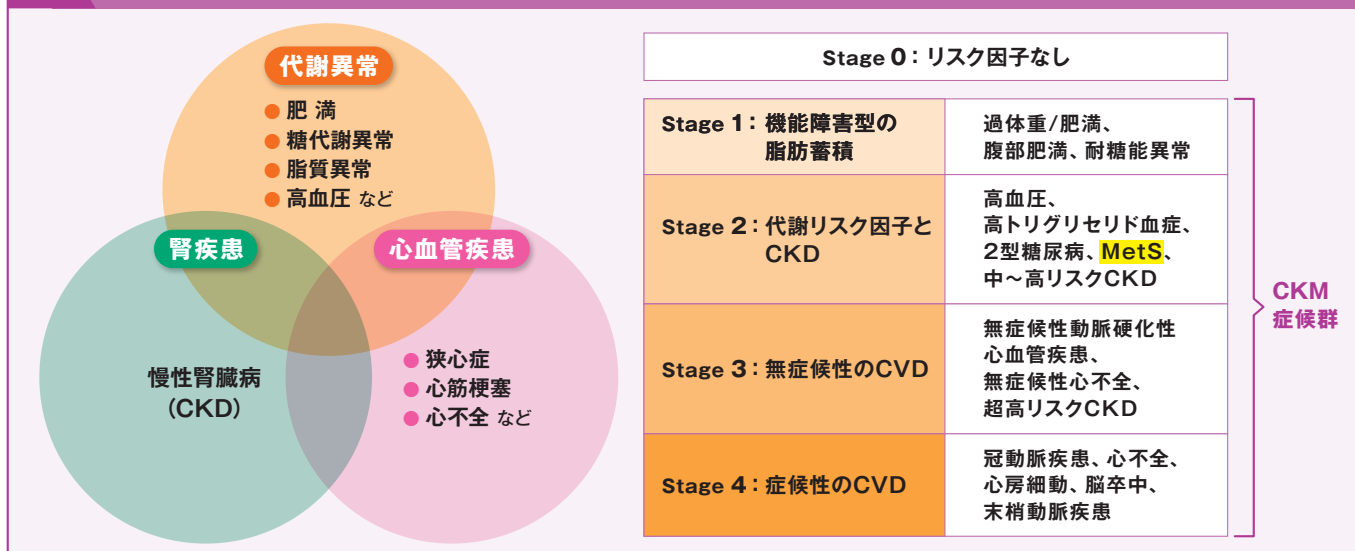 代謝異常
● 肥 満
● 糖代謝異常
● 脂質異常
● 高血圧 など
腎疾患
心血管疾患
慢性腎臓病
(CKD)
● 狭心症
● 心筋梗塞
● 心不全 など
Stage 0：リスク因子なし
Stage 1：機能障害型の
脂肪蓄積
過体重/肥満、
腹部肥満、耐糖能異常
Stage 2：代謝リスク因子と
CKD
高血圧、
高トリグリセリド血症、
2型糖尿病、MetS、
中～高リスクCKD
Stage 3：無症候性のCVD
無症候性動脈硬化性
心血管疾患、
無症候性心不全、
超高リスクCKD
Stage 4：症候性のCVD
冠動脈疾患、心不全、
心房細動、脳卒中、
末梢動脈疾患
CKM
症候群